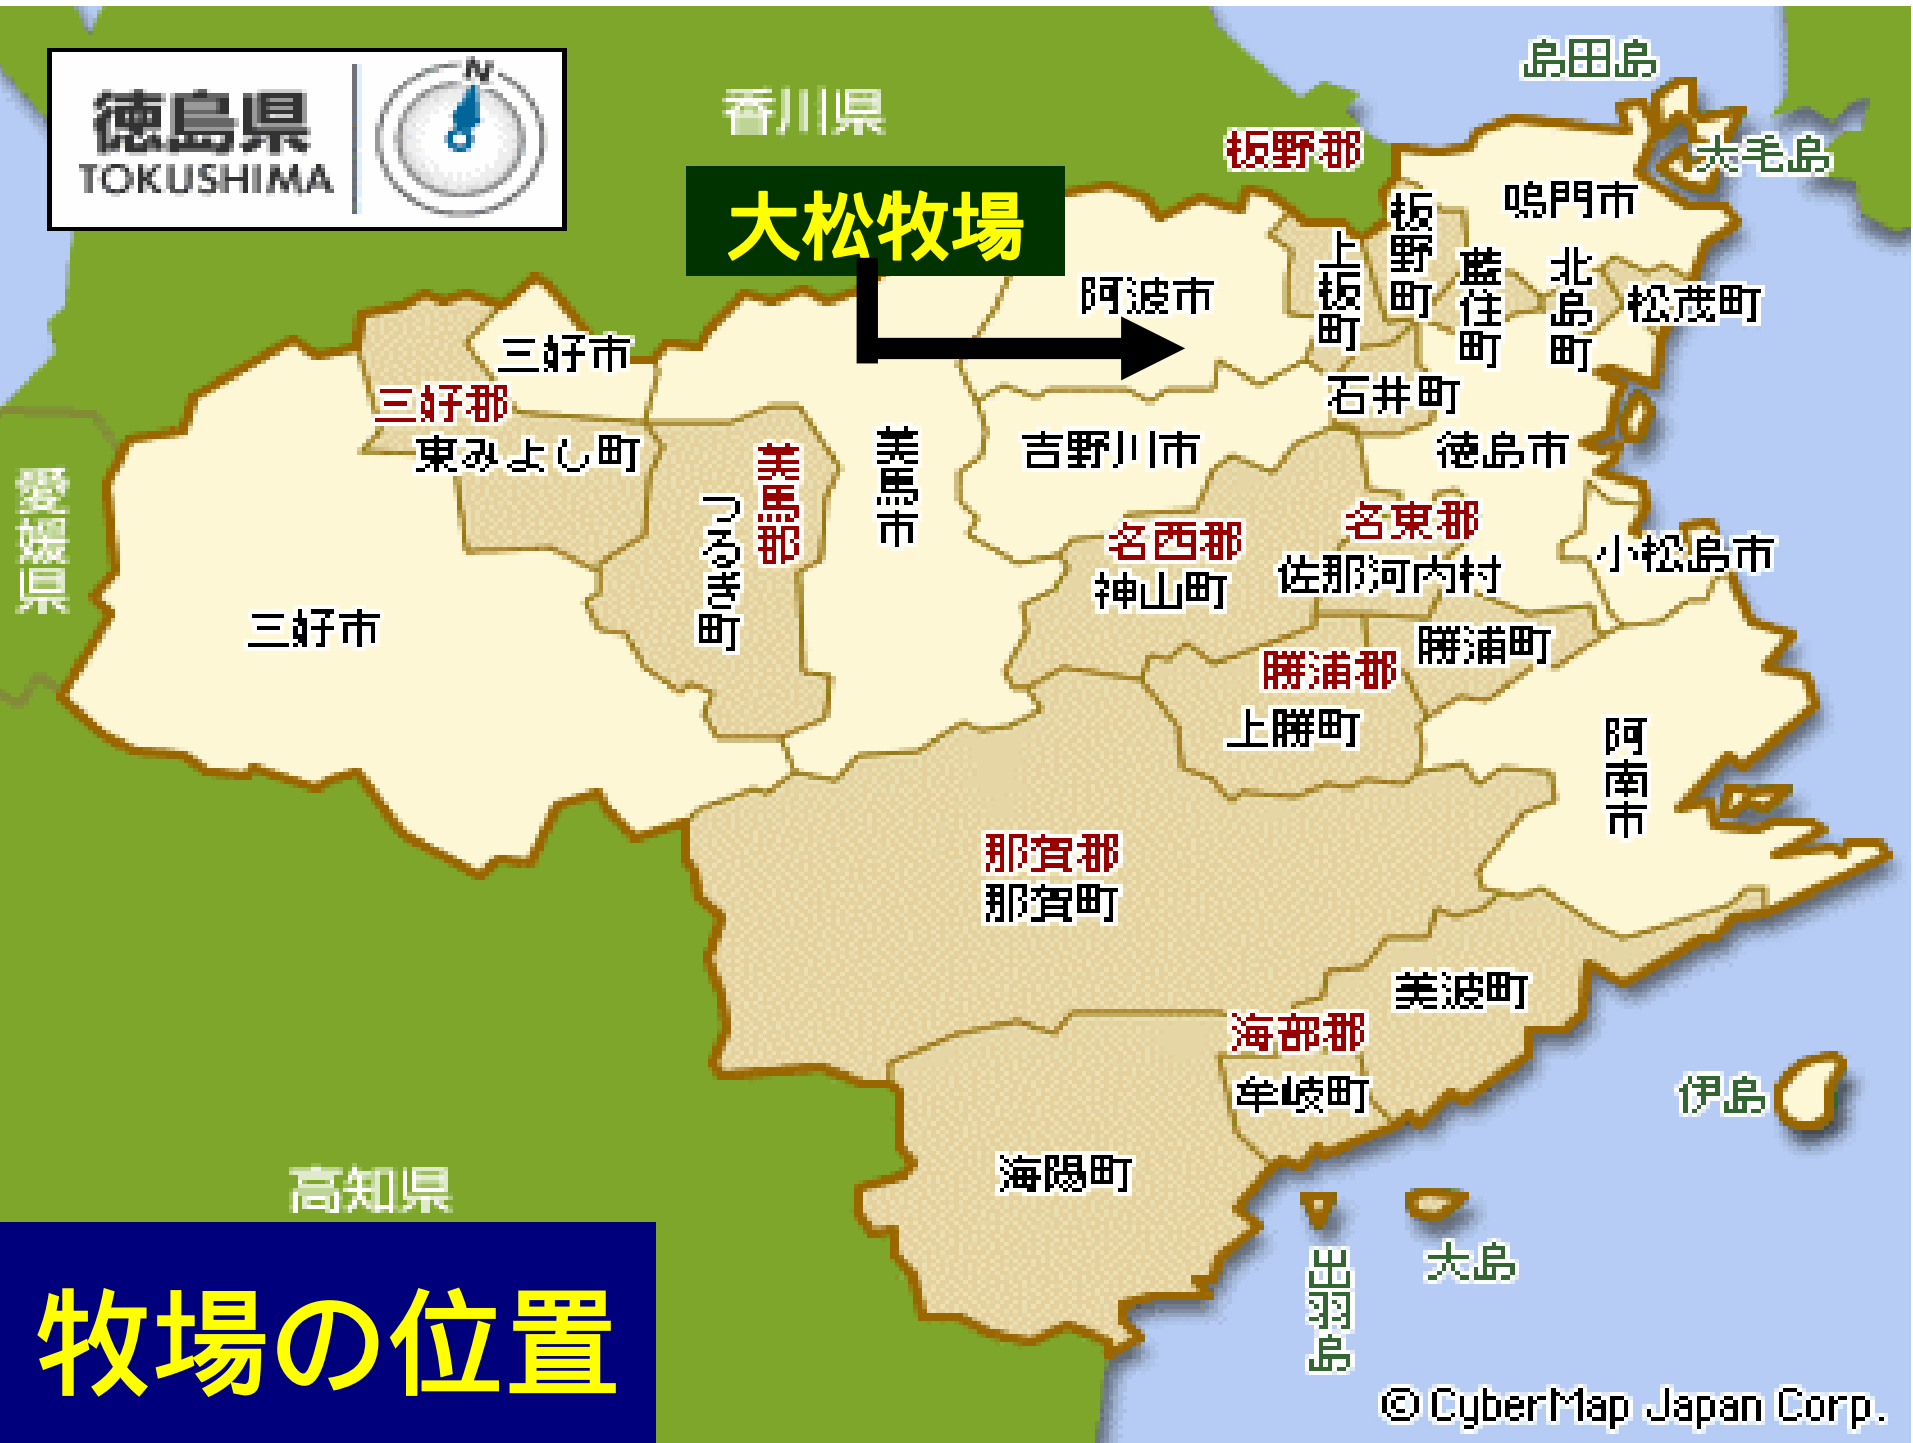 徳島県
TOKUSHIMA
N
香川県
島田島
大毛島
板野郡
鳴門市
大松牧場
阿波市
上板町
板野町
藍住町
北島町
松茂町
三好市
三好郡
東みよし町
石井町
吉野川市
徳島市
美馬市
美馬郡
つるぎ町
愛媛県
名西郡
神山町
名東郡
佐那河内村
小松島市
三好市
勝浦町
勝浦郡
上勝町
阿南市
那賀郡
那賀町
美波町
海部郡
牟岐町
伊島
海陽町
高知県
出羽島
大島
牧場の位置
© CyberMap Japan Corp.